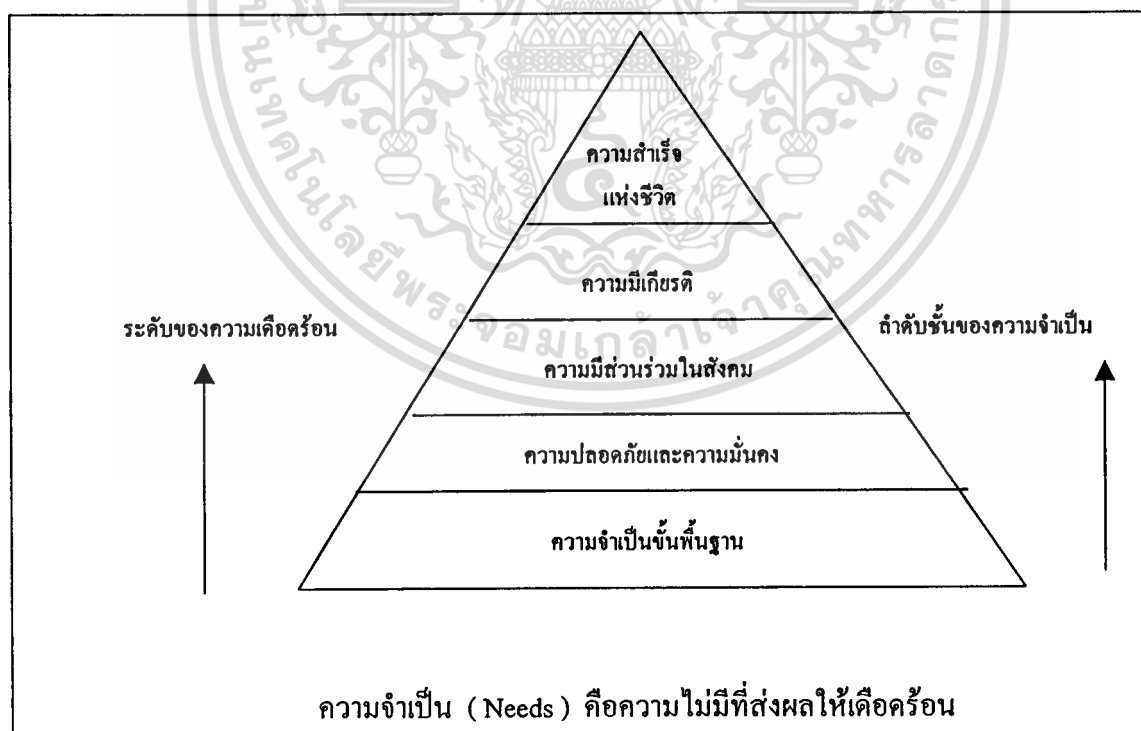 ความสำเร็จ
แห่งชีวิต
ความมีเกียรติ
ระดับของความเดือดร้อน
ลำดับชั้นของความจำเป็น
ความมีส่วนร่วมในสังคม
ความปลอดภัยและความมั่นคง
ความจำเป็นขั้นพื้นฐาน
ความจำเป็น ( Needs ) คือความไม่มีที่ส่งผลให้เดือดร้อน